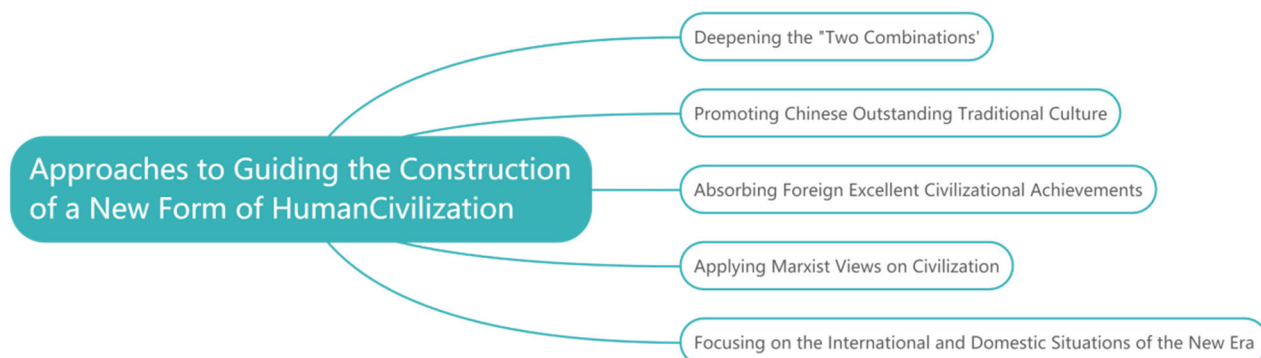 Deepening the "Two Combinations'
Promoting Chinese Outstanding Traditional Culture
Approaches to Guiding the Construction
of a New Form of HumanCivilization
Absorbing Foreign Excellent Civilizational Achievements
Applying Marxist Views on Civilization
Focusing on the International and Domestic Situations of the New Era